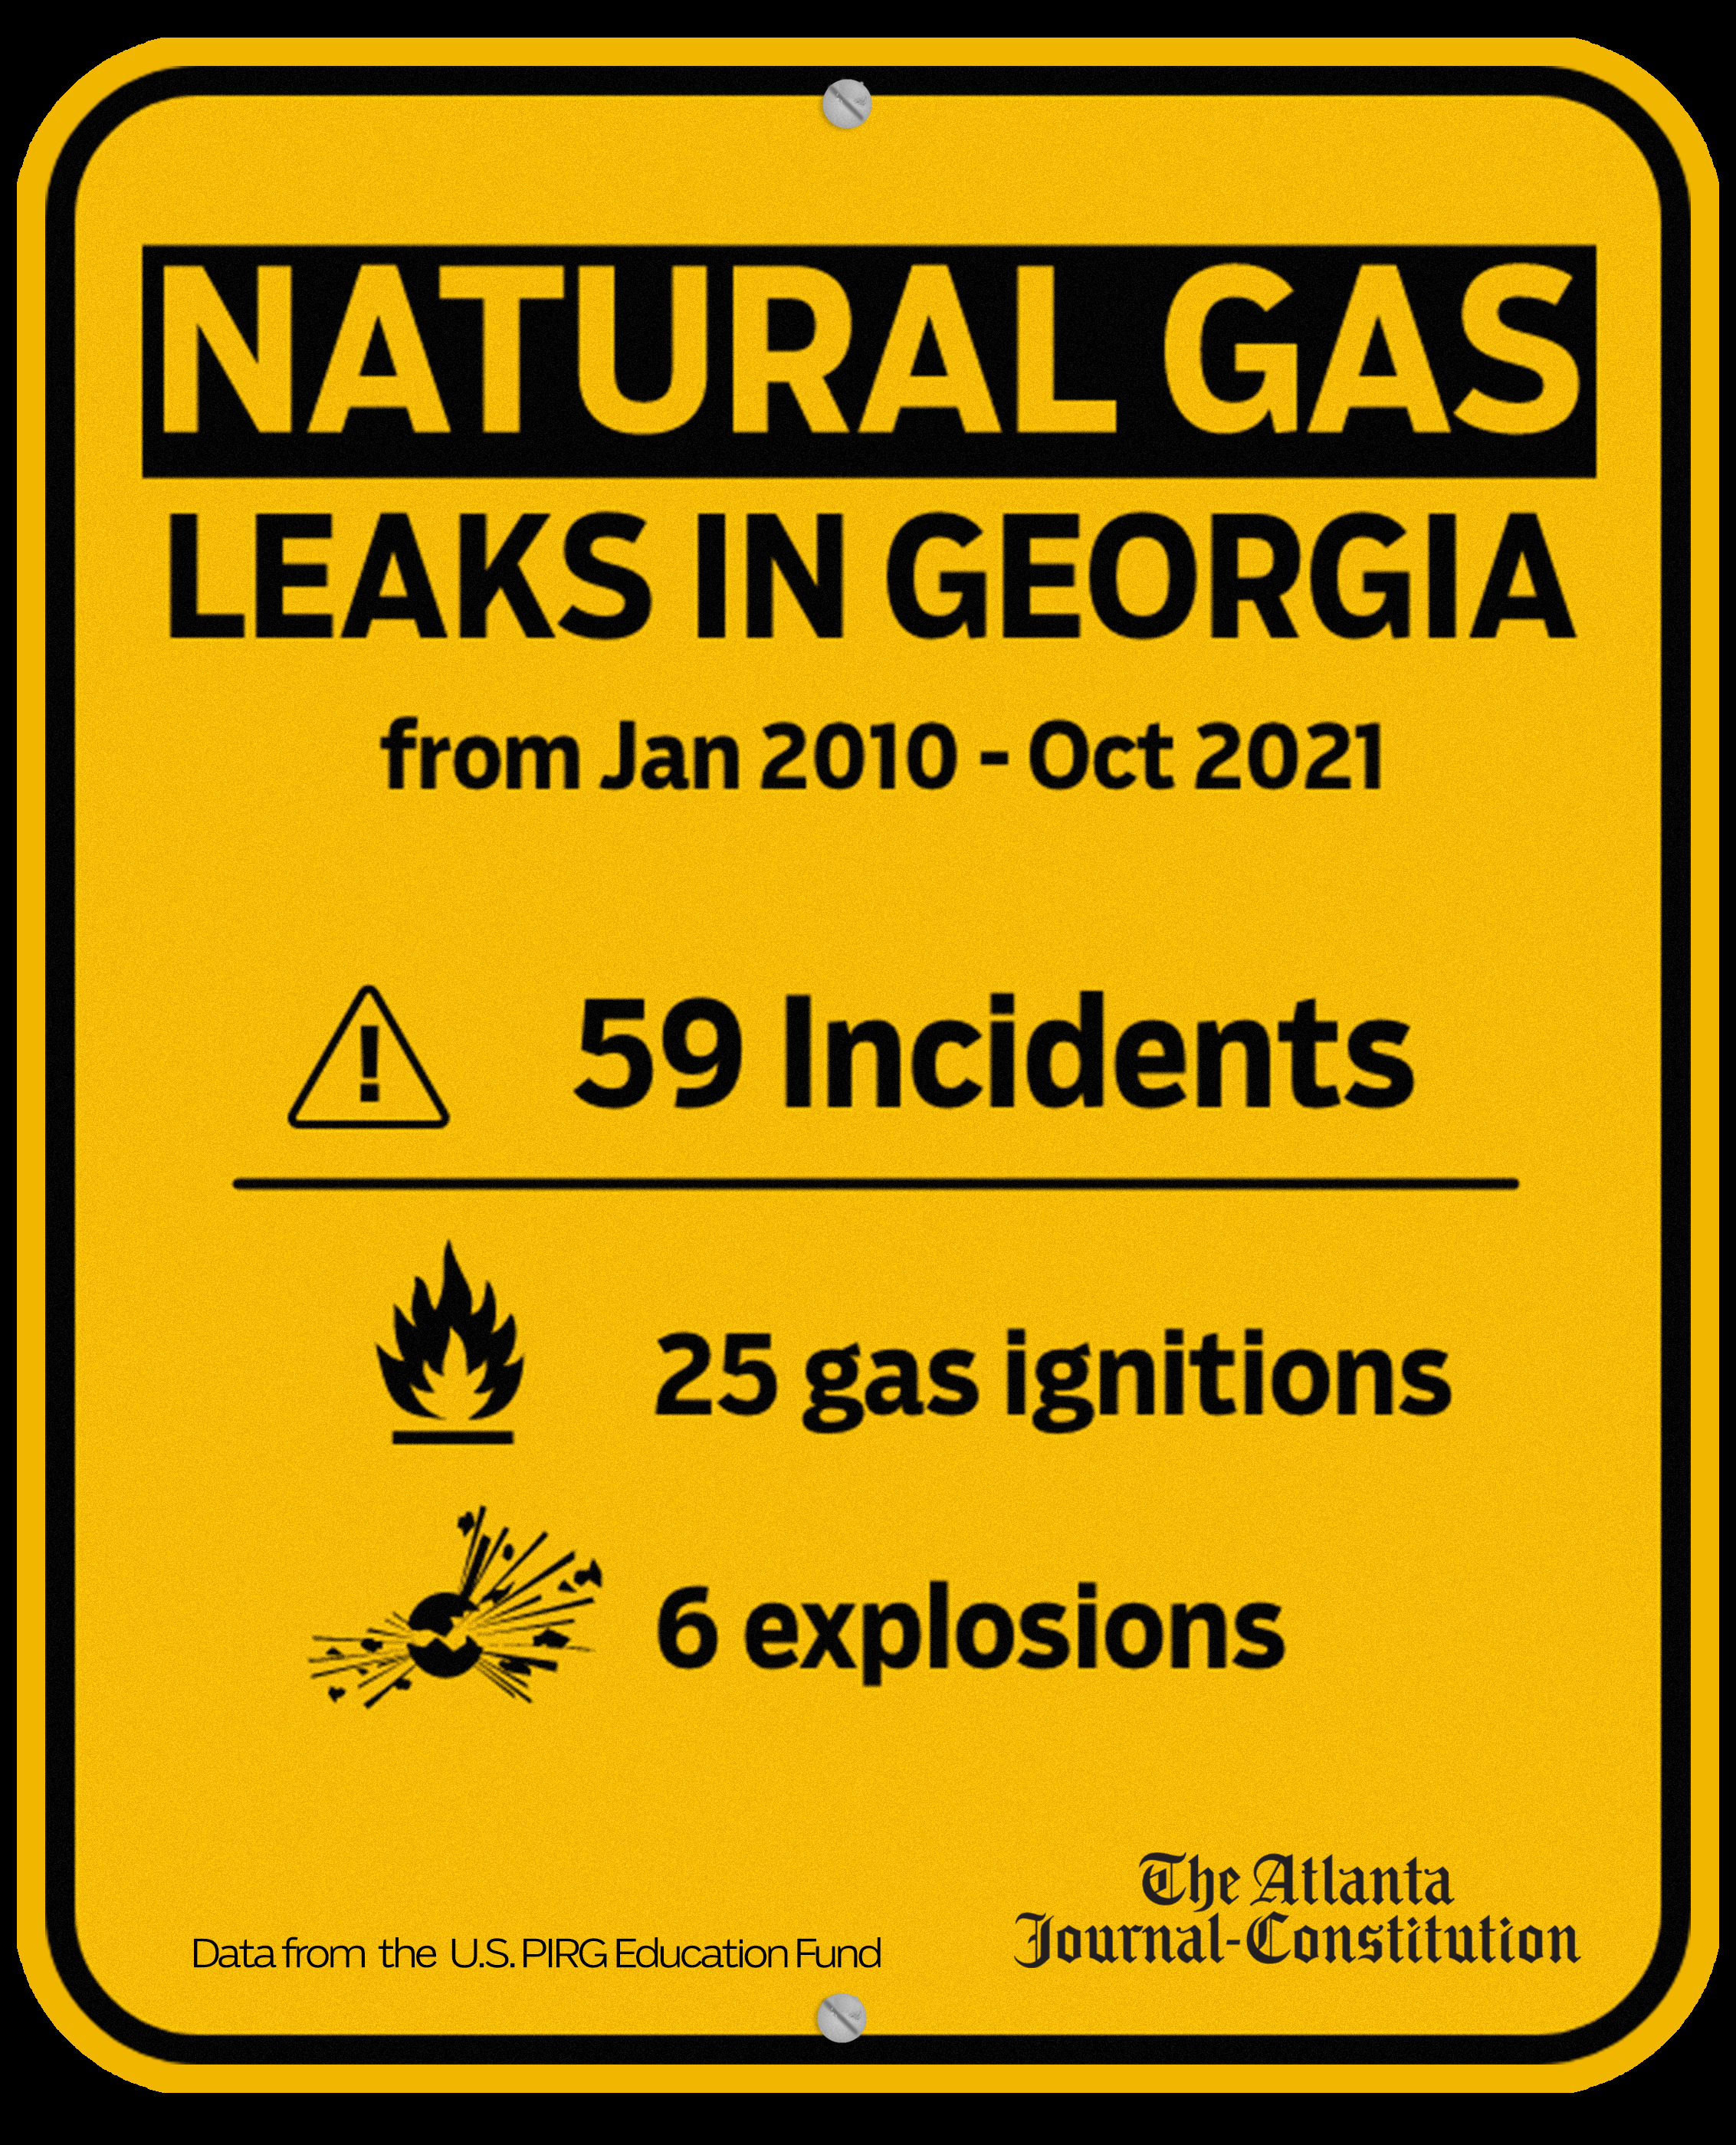 NATURAL GAS
LEAKS IN GEORGIA
from Jan 2010 - Oct 2021
!
59 Incidents
25 gas ignitions
6 explosions
The Atlanta
Journal-Constitution
Data from the U.S. PIRG Education Fund